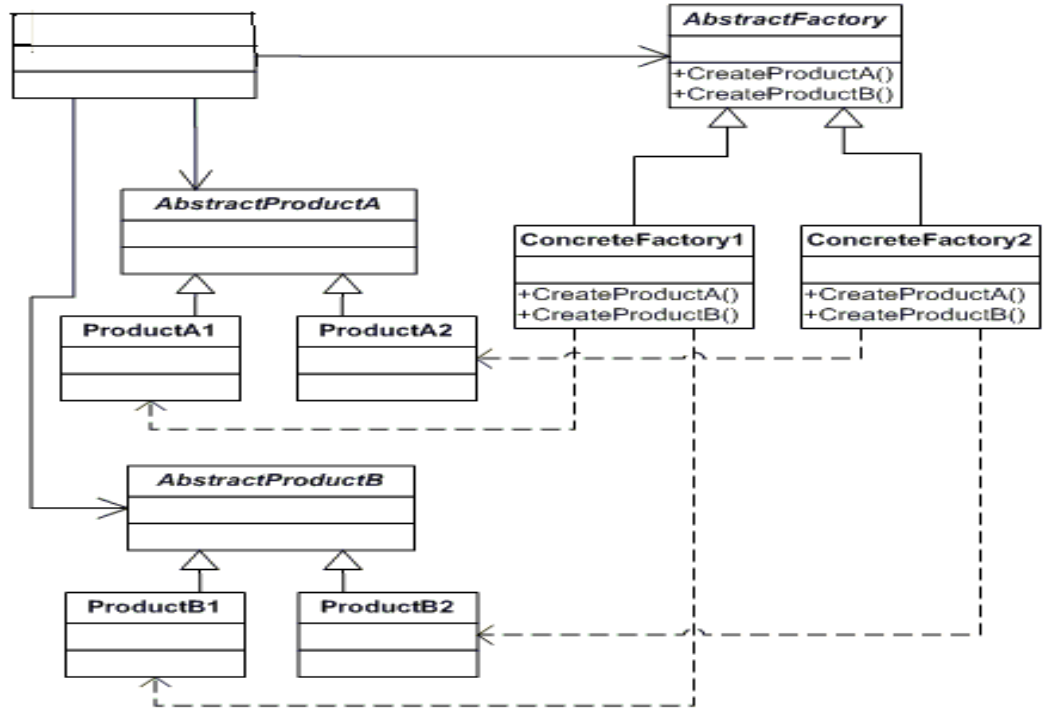 AbstractFactory
+CreateProductA()
+CreateProductB()
AbstractProductA
ConcreteFactory1
+CreateProductA()
+CreateProductB()
ConcreteFactory2
+CreateProductA()
+CreateProductB()
ProductA1
ProductA2
AbstractProductB
ProductB1
ProductB2